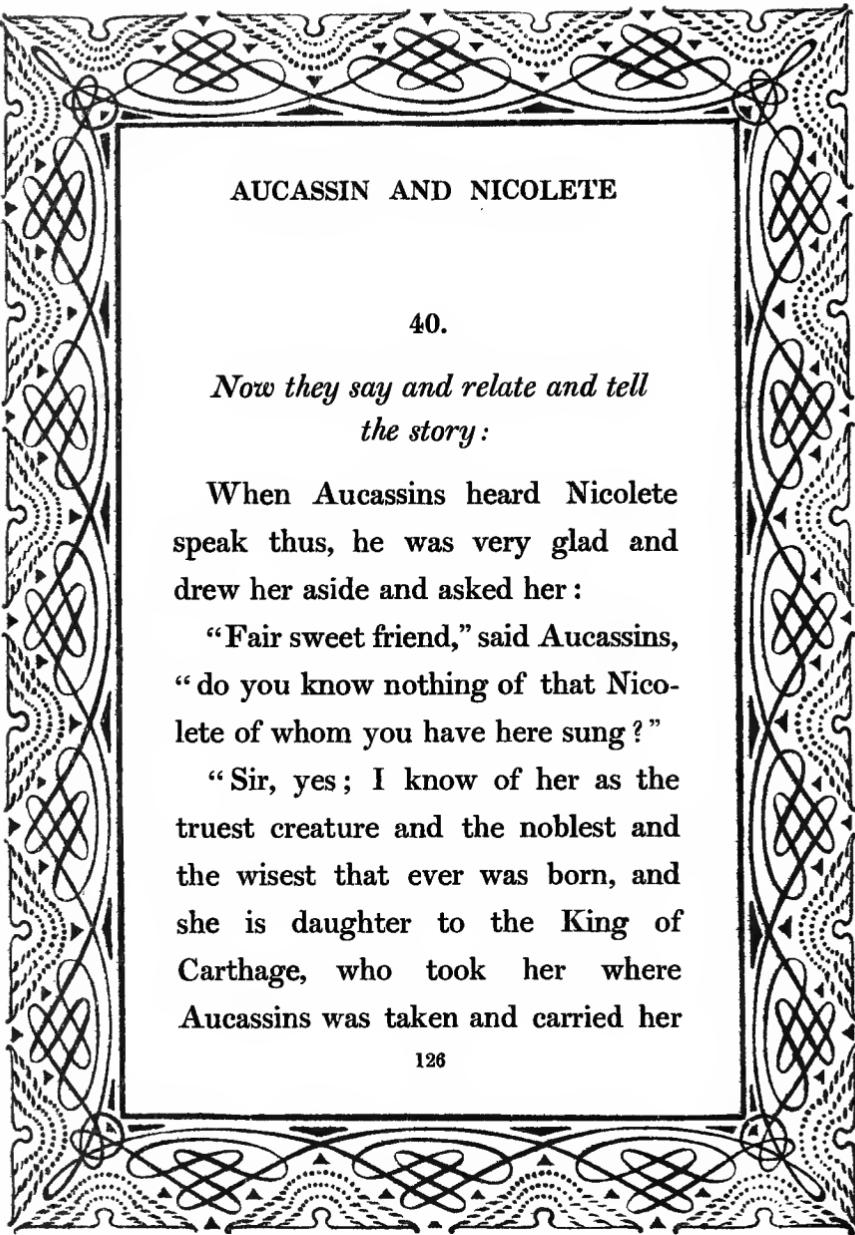 AUCASSIN AND NICOLETE
40.
Now they say and relate and tell
the story:
When Aucassins heard Nicolete
speak thus, he was very glad and
drew her aside and asked her:
"Fair sweet friend," said Aucassins,
"do you know nothing of that Nico-
lete of whom you have here sung?"
"Sir, yes; I know of her as the
truest creature and the noblest and
the wisest that ever was born, and
she is daughter to the King of
Carthage, who took her where
Aucassins was taken and carried her
126